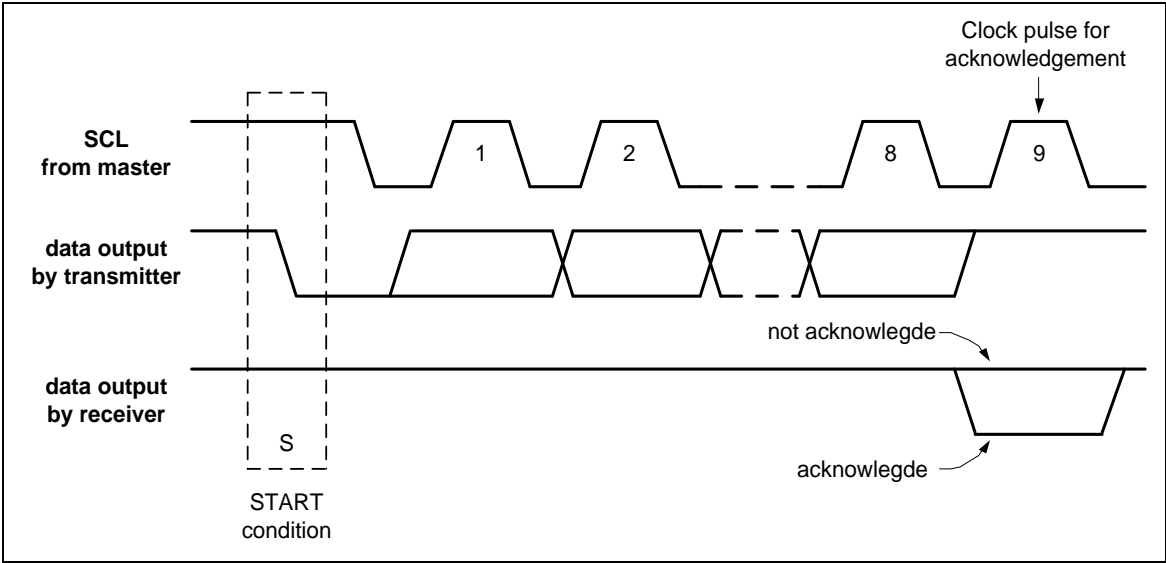 Clock pulse for
acknowledgement
SCL
from master
1
2
8
9
data output
by transmitter
not acknowlegde
data output
by receiver
S
acknowlegde
START
condition